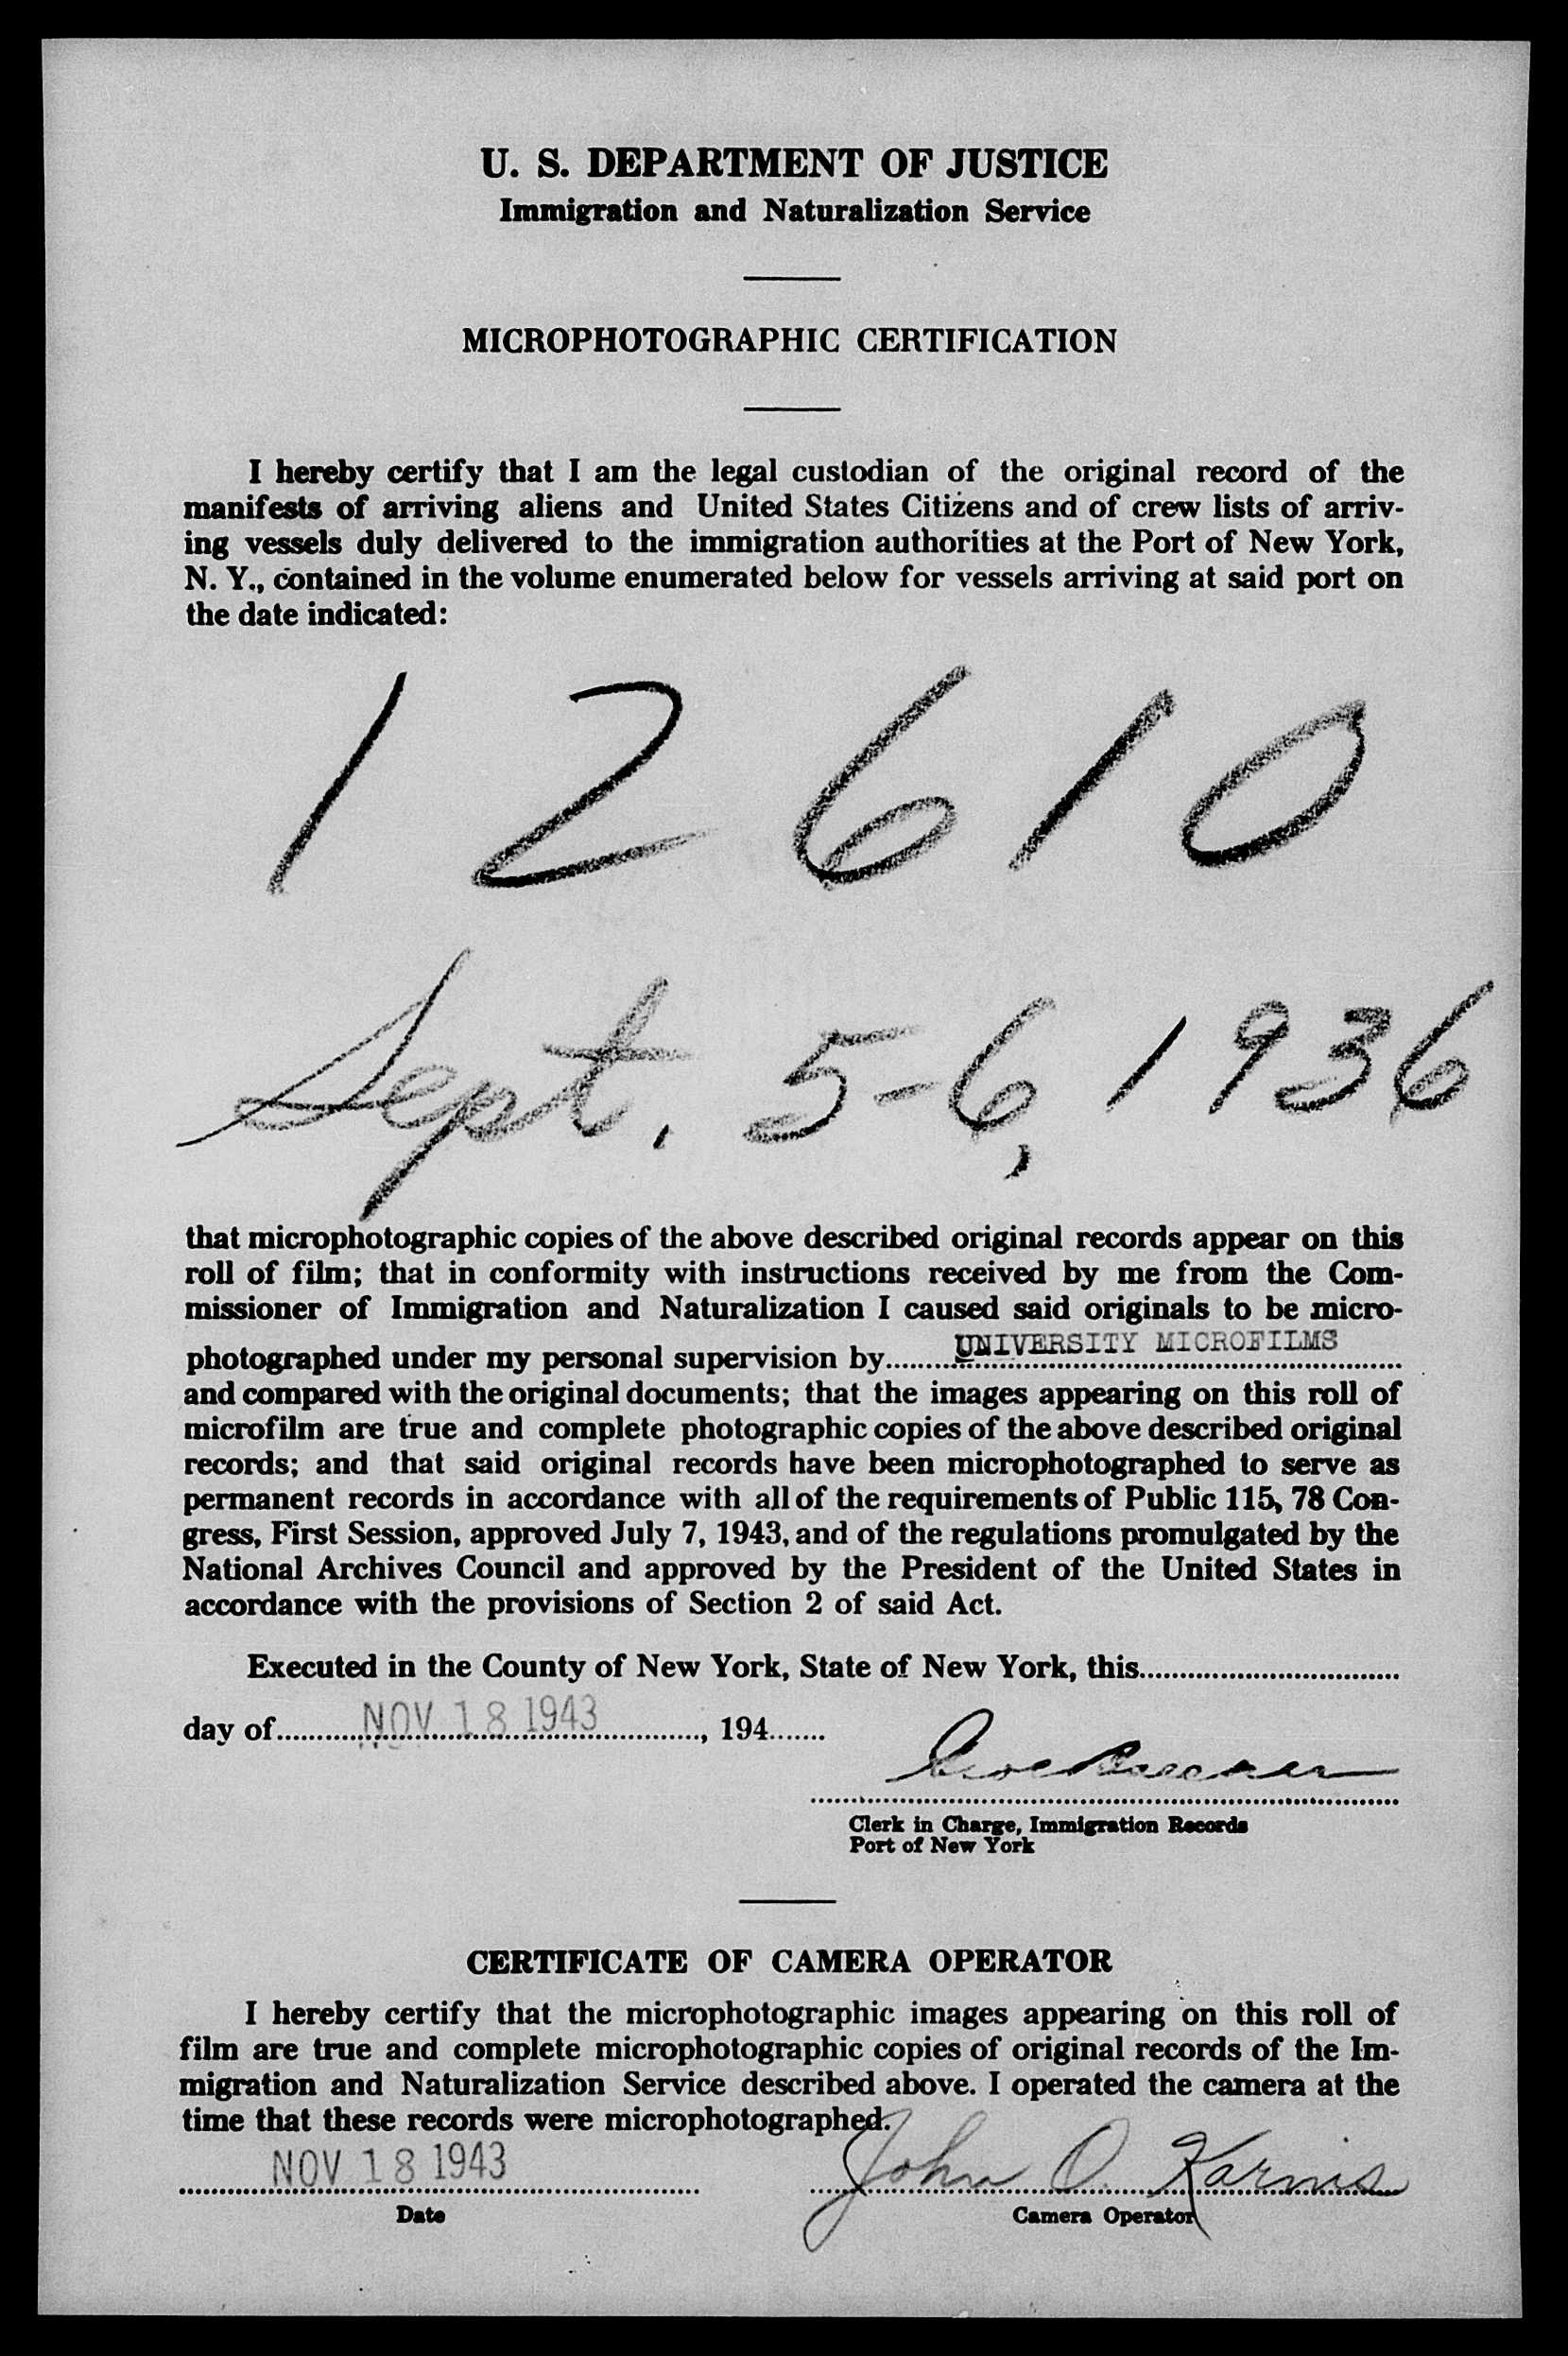 U. S. DEPARTMENT OF JUSTICE
Immigration and Naturalization Service
MICROPHOTOGRAPHIC CERTIFICATION
I hereby certify that I am the legal custodian of the original record of the
manifests of arriving aliens and United States Citizens and of crew lists of arriv-
ing vessels duly delivered to the immigration authorities at the Port of New York,
N. Y., contained in the volume enumerated below for vessels arriving at said port on
the date indicated:
12610
Sept. 5-6, 1936
that microphotographic copies of the above described original records appear on this
roll of film; that in conformity with instructions received by me from the Com-
missioner of Immigration and Naturalization I caused said originals to be micro-
photographed under my personal supervision by UNIVERSITY MICROFILMS
and compared with the original documents; that the images appearing on this roll of
microfilm are true and complete photographic copies of the above described original
records; and that said original records have been microphotographed to serve as
permanent records in accordance with all of the requirements of Public 115, 78 Con-
gress, First Session, approved July 7, 1943, and of the regulations promulgated by the
National Archives Council and approved by the President of the United States in
accordance with the provisions of Section 2 of said Act.
Executed in the County of New York, State of New York, this
day of NOV 18 1943, 194
Clerk in Charge, Immigration Records
Port of New York
CERTIFICATE OF CAMERA OPERATOR
I hereby certify that the microphotographic images appearing on this roll of
film are true and complete microphotographic copies of original records of the Im-
migration and Naturalization Service described above. I operated the camera at the
time that these records were microphotographed.
NOV 18 1943 John O. Karnis
Date Camera Operator